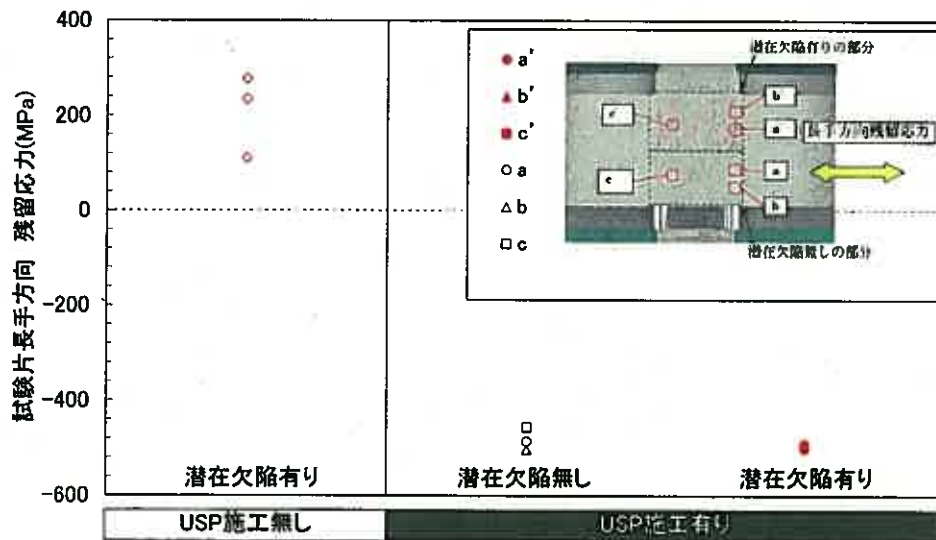 400
200
0
-200
-400
-600
試験片長手方向 残留応力(MPa)
a'
b'
c'
a
b
c
潜在欠陥有りの部分
b
a
長手方向残留応力
c
a
b
潜在欠陥無しの部分
潜在欠陥有り
潜在欠陥無し
潜在欠陥有り
USP施工無し
USP施工有り